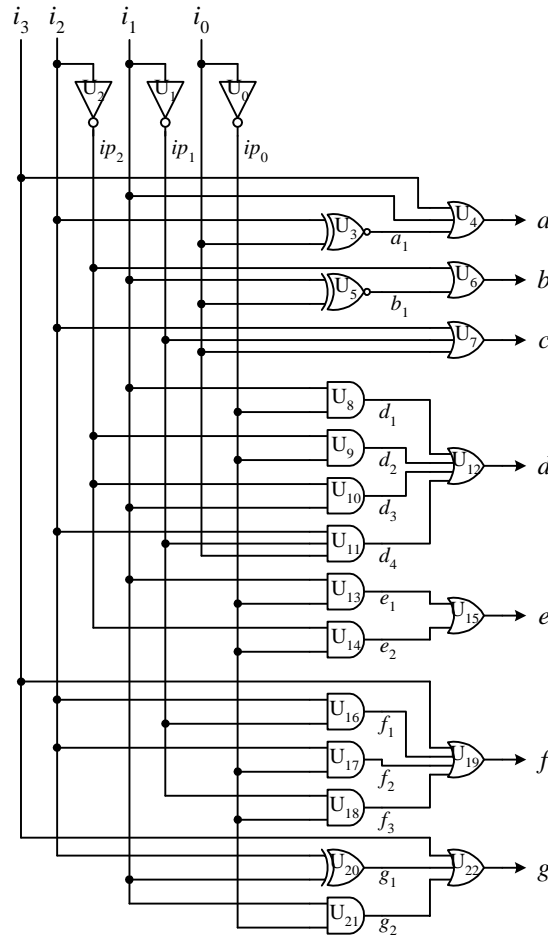 i₃ i₂ i₁ i₀
U₂ U₁ U₀
ip₂ ip₁ ip₀
U₄ a
U₃ a₁
U₆ b
U₅ b₁
U₇ c
U₈ d₁
U₉ d₂
U₁₂ d
U₁₀ d₃
U₁₁ d₄
U₁₃ e₁
U₁₅ e
U₁₄ e₂
U₁₆ f₁
U₁₉ f
U₁₇ f₂
U₁₈ f₃
U₂₀ g₁ U₂₂ g
U₂₁ g₂